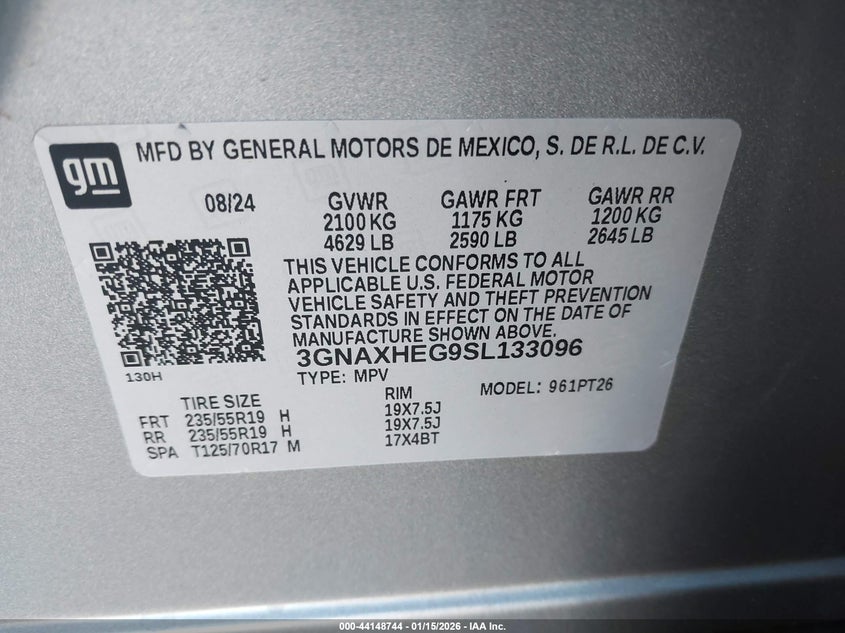 gm
MFD BY GENERAL MOTORS DE MEXICO, S. DE R.L. DE C.V.
08/24 GVWR GAWR FRT GAWR RR
2100 KG 1175 KG 1200 KG
4629 LB 2590 LB 2645 LB
THIS VEHICLE CONFORMS TO ALL
APPLICABLE U.S. FEDERAL MOTOR
VEHICLE SAFETY AND THEFT PREVENTION
STANDARDS IN EFFECT ON THE DATE OF
MANUFACTURE SHOWN ABOVE.
3GNAXHEG9SL133096
130H
TYPE: MPV MODEL: 961PT26
TIRE SIZE RIM
FRT 235/55R19 H 19X7.5J
RR 235/55R19 H 19X7.5J
SPA T125/70R17 M 17X4BT
000-44148744 - 01/15/2026 - IAA Inc.